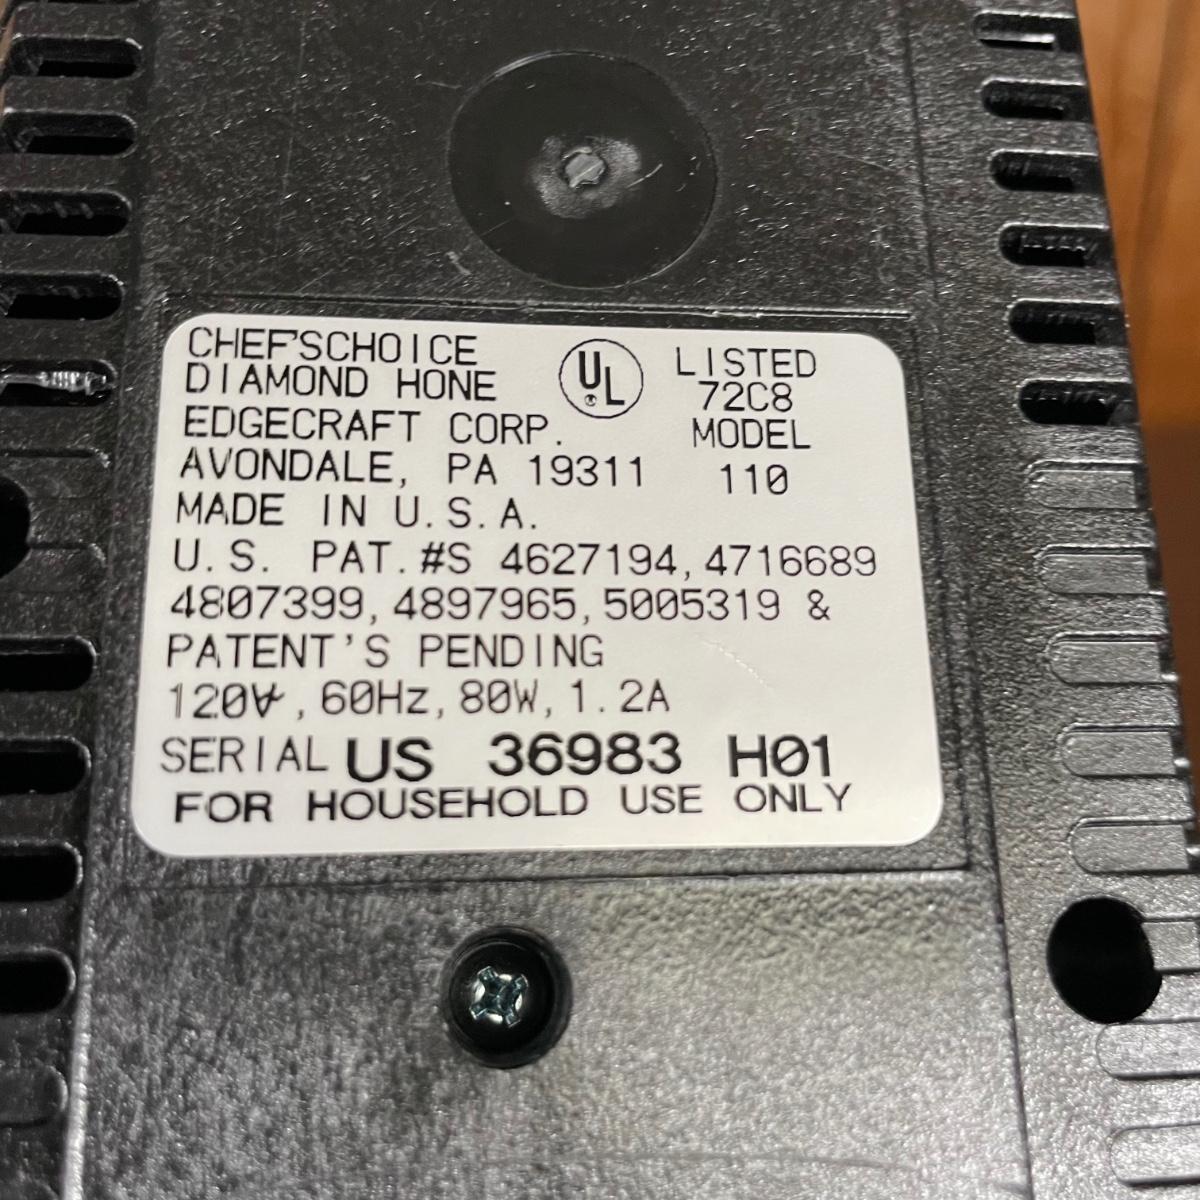 CHEF'SCHOICE
DIAMOND HONE
EDGECRAFT CORP.
AVONDALE, PA 19311
MADE IN U.S.A.
UL
LISTED
72C8
MODEL
110
U.S. PAT.#S 4627194,4716689
4807399,4897965,5005319 &
PATENT'S PENDING
120V,60Hz,80W,1.2A
SERIAL US 36983 H01
FOR HOUSEHOLD USE ONLY